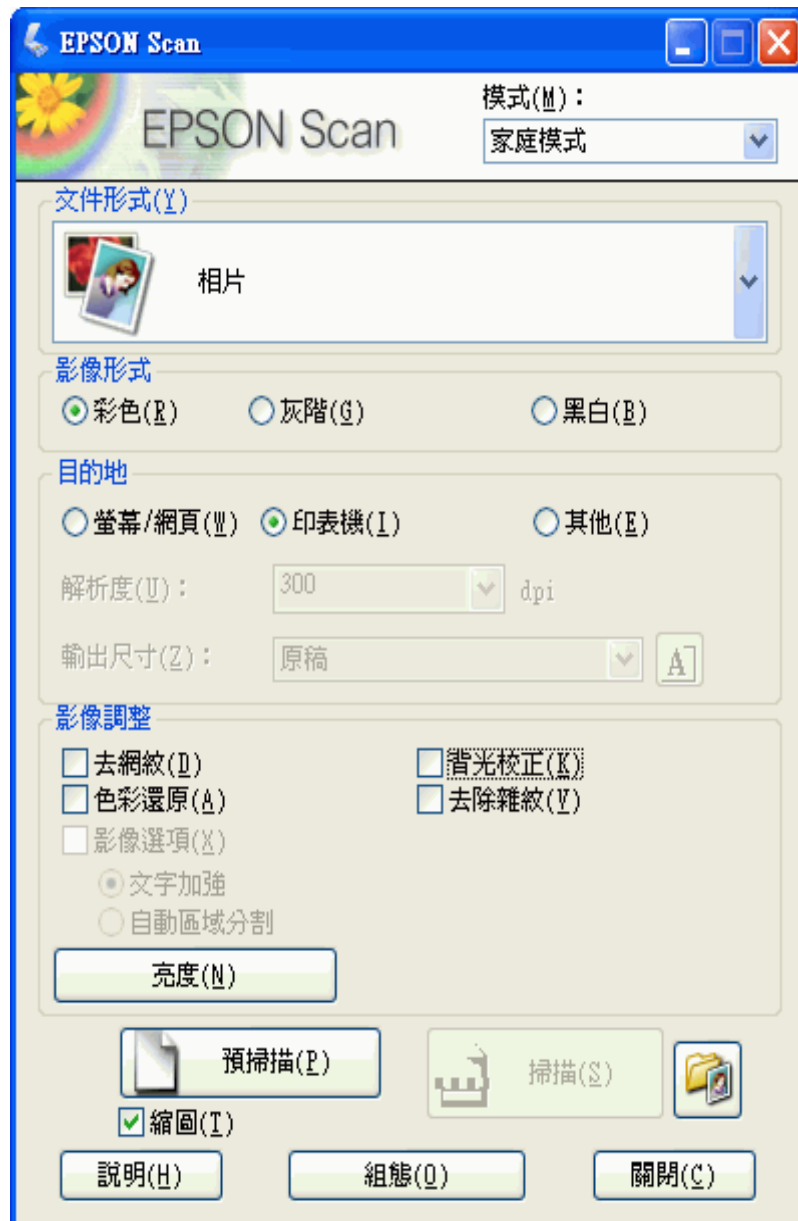 EPSON Scan
EPSON Scan
模式(M)：
家庭模式
文件形式(Y)
相片
影像形式
彩色(R) 灰階(G) 黑白(B)
目的地
螢幕/網頁(W) 印表機(I) 其他(E)
解析度(U)： 300 dpi
輸出尺寸(Z)： 原稿 A
影像調整
去網紋(D) 背光校正(K)
色彩還原(A) 去除雜紋(V)
影像選項(X)
文字加強
自動區域分割
亮度(N)
預掃描(P) 掃描(S)
縮圖(T)
說明(H) 組態(O) 關閉(C)